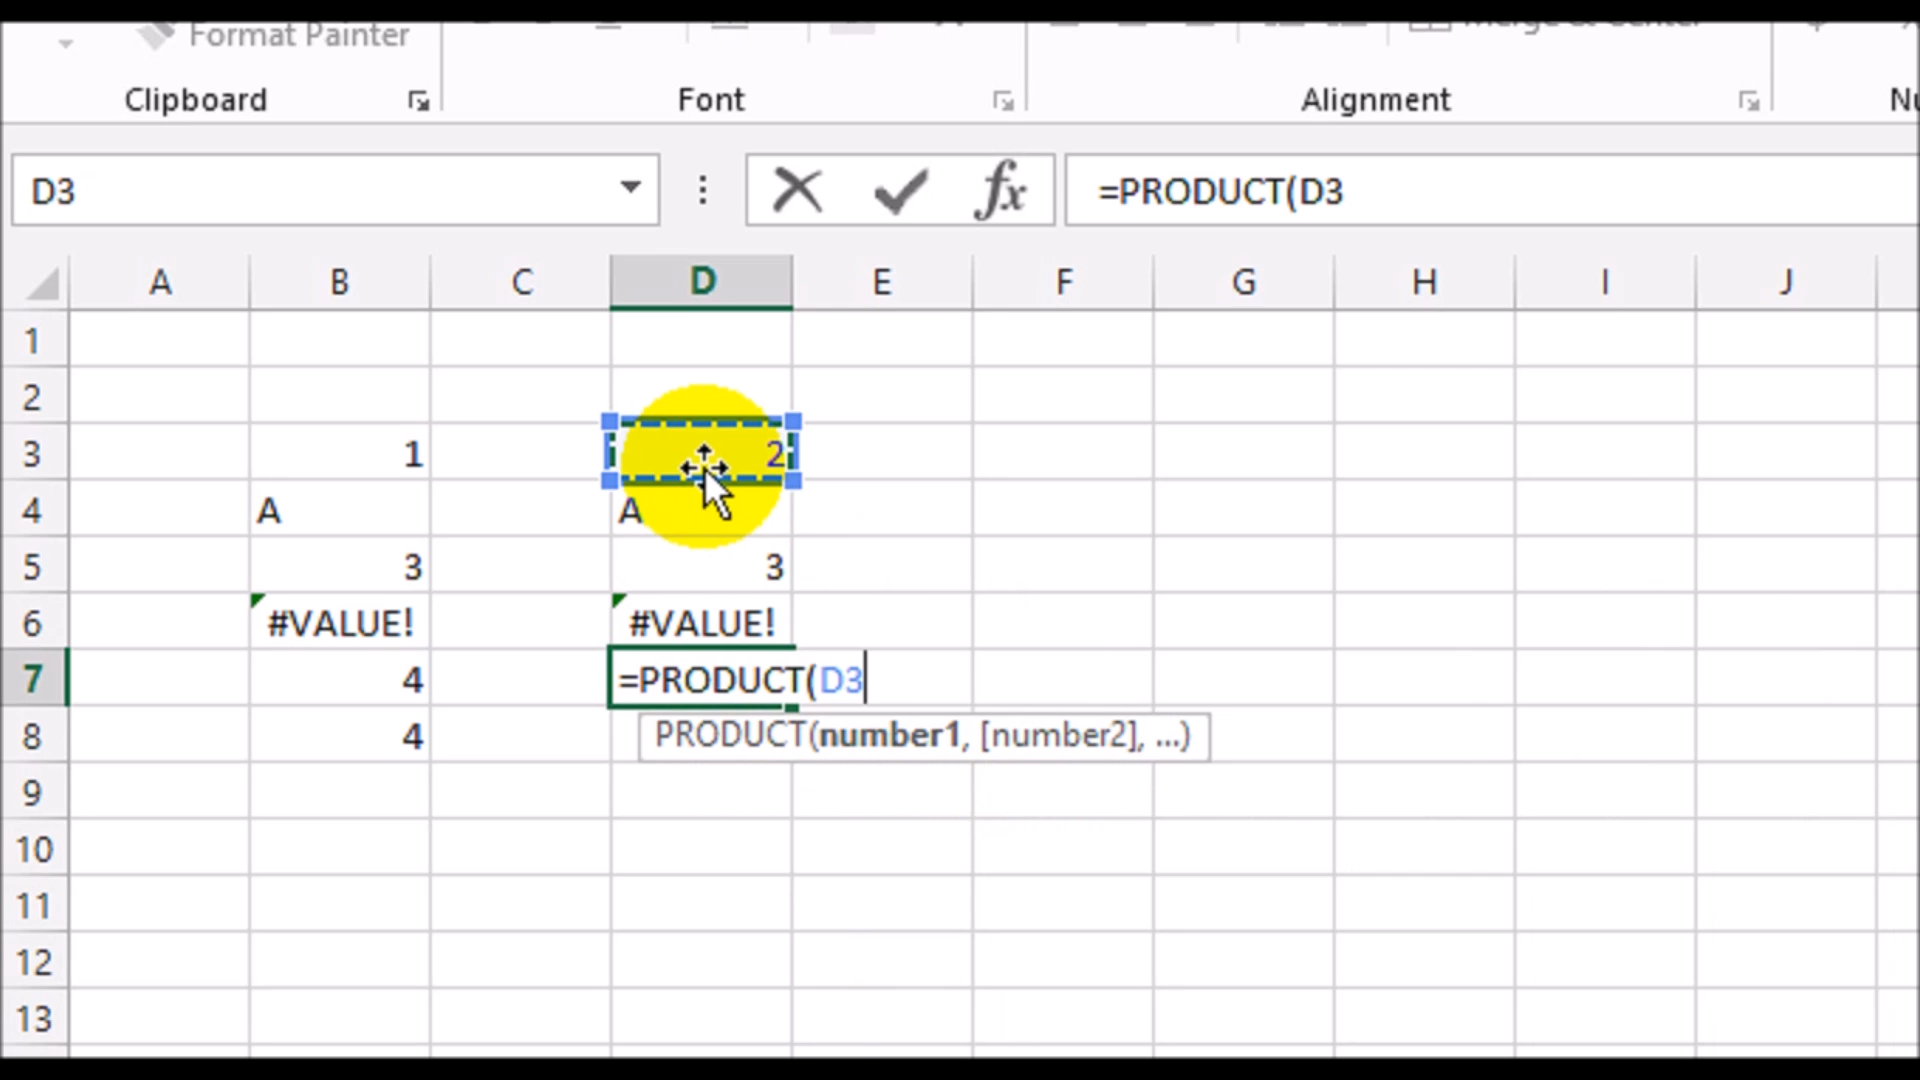 Format Painter
Clipboard Font Alignment
D3 fx =PRODUCT(D3
A B C D E F G H I J
1
2
3 1 2
4 A A
5 3 3
6 #VALUE! #VALUE!
7 4 =PRODUCT(D3
8 4 PRODUCT(number1, [number2], ...)
9
10
11
12
13